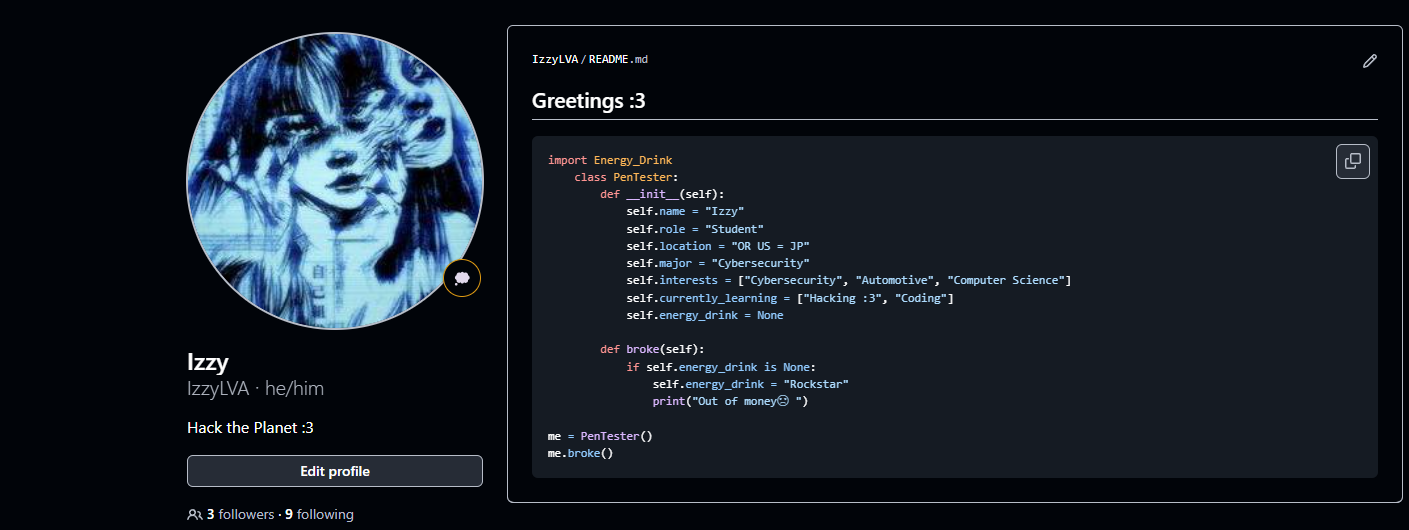 Izzy
IzzyLVA · he/him
Hack the Planet :3
Edit profile
3 followers · 9 following
IzzyLVA/README.md
Greetings :3
import Energy_Drink
    class PenTester:
        def __init__(self):
            self.name = "Izzy"
            self.role = "Student"
            self.location = "OR US = JP"
            self.major = "Cybersecurity"
            self.interests = ["Cybersecurity", "Automotive", "Computer Science"]
            self.currently_learning = ["Hacking :3", "Coding"]
            self.energy_drink = None

        def broke(self):
            if self.energy_drink is None:
                self.energy_drink = "Rockstar"
                print("Out of money😔 ")

me = PenTester()
me.broke()